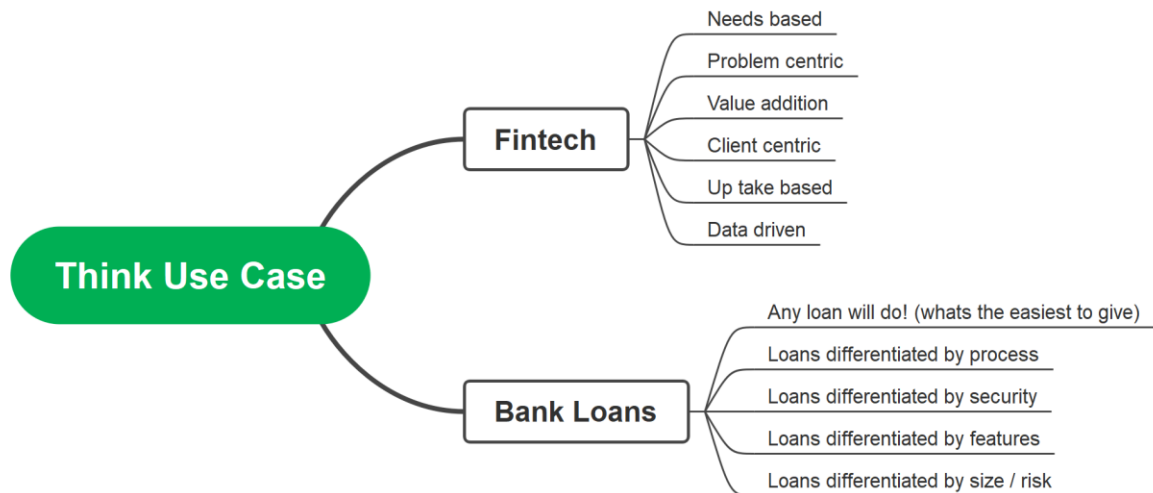 Think Use Case
Fintech
Needs based
Problem centric
Value addition
Client centric
Up take based
Data driven
Bank Loans
Any loan will do! (whats the easiest to give)
Loans differentiated by process
Loans differentiated by security
Loans differentiated by features
Loans differentiated by size / risk